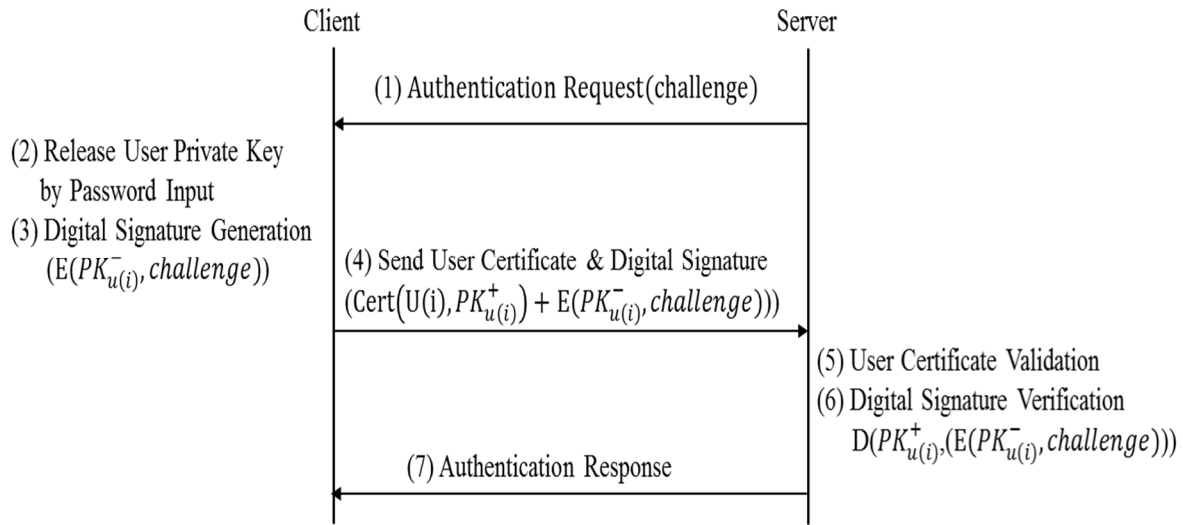 Client
Server
(1) Authentication Request(challenge)
(2) Release User Private Key
by Password Input
(3) Digital Signature Generation
(E(𝑃𝐾⁻ᵤ₍ᵢ₎, 𝑐ℎ𝑎𝑙𝑙𝑒𝑛𝑔𝑒))
(4) Send User Certificate & Digital Signature
(Cert(U(i), 𝑃𝐾⁺ᵤ₍ᵢ₎) + E(𝑃𝐾⁻ᵤ₍ᵢ₎, 𝑐ℎ𝑎𝑙𝑙𝑒𝑛𝑔𝑒)))
(5) User Certificate Validation
(6) Digital Signature Verification
D(𝑃𝐾⁺ᵤ₍ᵢ₎,(E(𝑃𝐾⁻ᵤ₍ᵢ₎, 𝑐ℎ𝑎𝑙𝑙𝑒𝑛𝑔𝑒)))
(7) Authentication Response